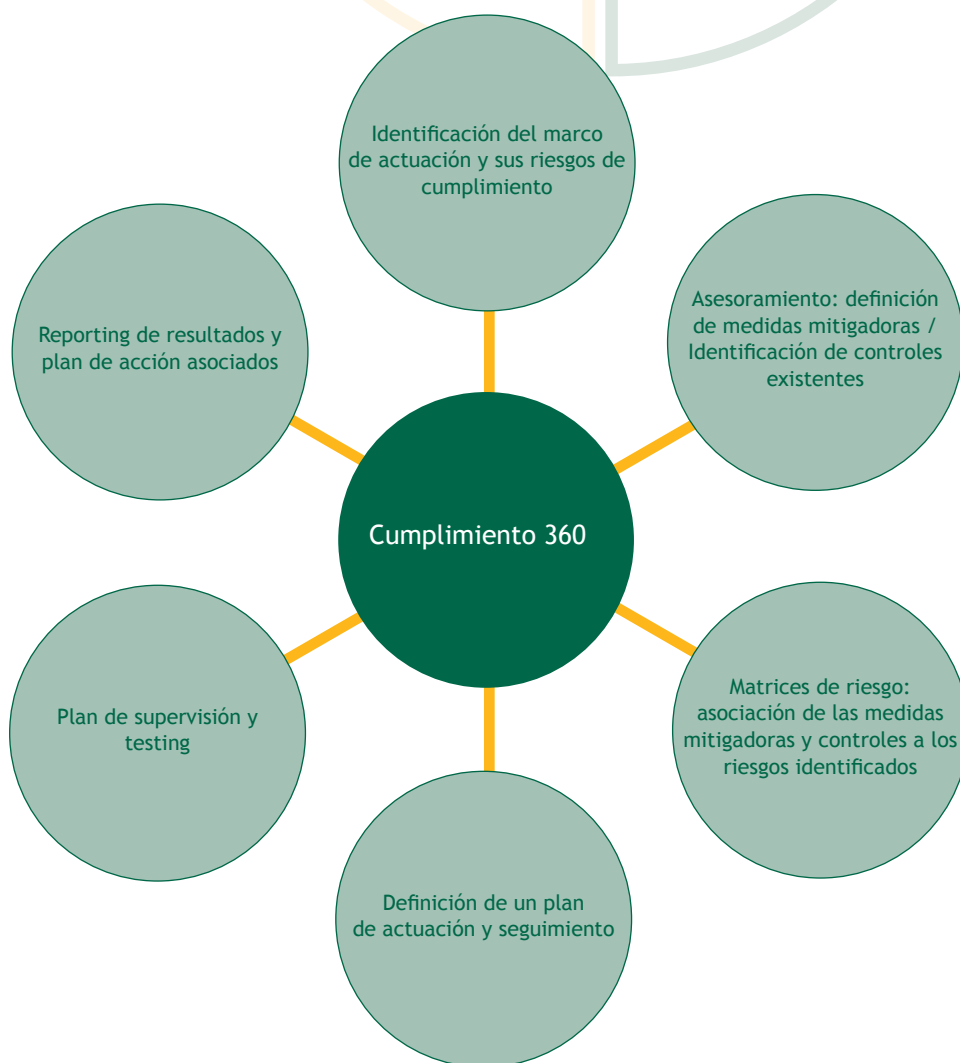 Identificación del marco
de actuación y sus riesgos de
cumplimiento
Asesoramiento: definición
de medidas mitigadoras /
Identificación de controles
existentes
Matrices de riesgo:
asociación de las medidas
mitigadoras y controles a los
riesgos identificados
Definición de un plan
de actuación y seguimiento
Plan de supervisión y
testing
Reporting de resultados y
plan de acción asociados
Cumplimiento 360